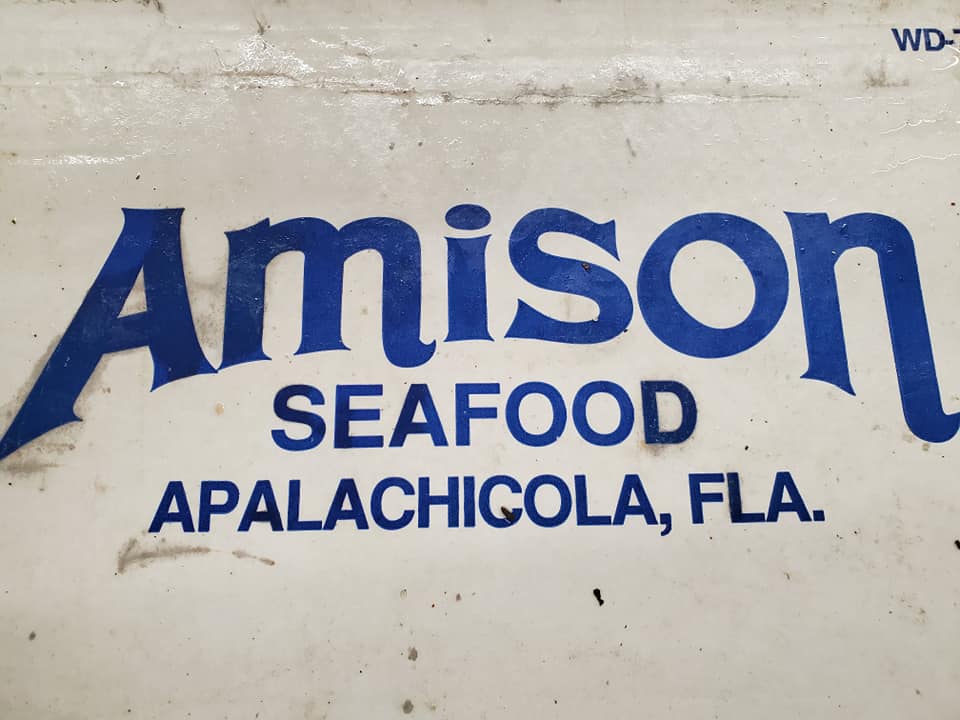 WD-
Amison
SEAFOOD
APALACHICOLA, FLA.